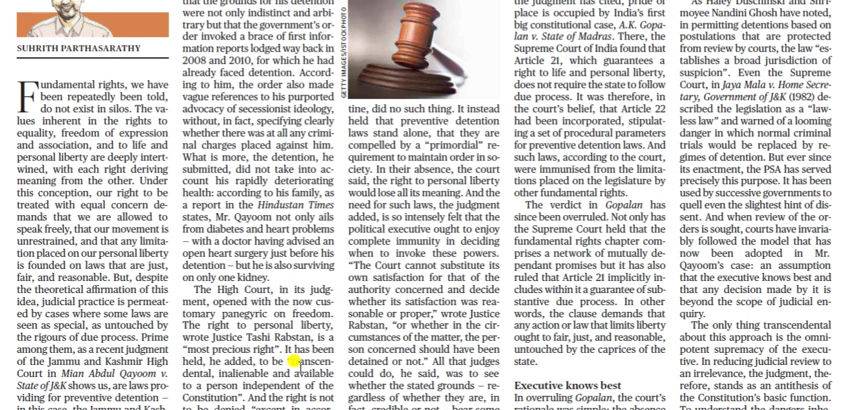 SUHRITH PARTHASARATHY
Fundamental rights, we have
been repeatedly been told,
do not exist in silos. The va-
lues inherent in the rights to
equality, freedom of expression
and association, and to life and
personal liberty are deeply intert-
wined, with each right deriving
meaning from the other. Under
this conception, our right to be
treated with equal concern de-
mands that we are allowed to
speak freely, that our movement is
unrestrained, and that any limita-
tion placed on our personal liberty
is founded on laws that are just,
fair, and reasonable. But, despite
the theoretical affirmation of this
idea, judicial practice is permeat-
ed by cases where some laws are
seen as special, as untouched by
the rigours of due process. Prime
among them, as a recent judgment
of the Jammu and Kashmir High
Court in Mian Abdul Qayoom v.
State of J&K shows us, are laws pro-
viding for preventive detention –
in this case, the Jammu and Kash-
that the grounds for his detention
were not only indistinct and arbi-
trary but that the government's or-
der invoked a brace of first infor-
mation reports lodged way back in
2008 and 2010, for which he had
already faced detention. Accord-
ing to him, the order also made
vague references to his purported
advocacy of secessionist ideology,
without, in fact, specifying clearly
whether there was at all any crimi-
nal charges placed against him.
What is more, the detention, he
submitted, did not take into ac-
count his rapidly deteriorating
health: according to his family, as
a report in the Hindustan Times
states, Mr. Qayoom not only ails
from diabetes and heart problems
– with a doctor having advised an
open heart surgery just before his
detention – but he is also surviving
on only one kidney.
The High Court, in its judg-
ment, opened with the now cus-
tomary panegyric on freedom.
The right to personal liberty,
wrote Justice Tashi Rabstan, is a
"most precious right". It has been
held, he added, to be transcen-
dental, inalienable and available
to a person independent of the
Constitution". And the right is not
to be denied "except in accor-
GETTY IMAGES/ISTOCKPHOTO
tine, did no such thing. It instead
held that preventive detention
laws stand alone, that they are
compelled by a "primordial" re-
quirement to maintain order in so-
ciety. In their absence, the court
said, the right to personal liberty
would lose all its meaning. And the
need for such laws, the judgment
added, is so intensely felt that the
political executive ought to enjoy
complete immunity in deciding
when to invoke these powers.
"The Court cannot substitute its
own satisfaction for that of the
authority concerned and decide
whether its satisfaction was rea-
sonable or proper," wrote Justice
Rabstan, "or whether in the cir-
cumstances of the matter, the per-
son concerned should have been
detained or not." All that judges
could do, he said, was to see
whether the stated grounds – re-
gardless of whether they are, in
fact, credible or not – bear some
the judgment has cited, pride of
place is occupied by India's first
big constitutional case, A.K. Gopa-
lan v. State of Madras. There, the
Supreme Court of India found that
Article 21, which guarantees a
right to life and personal liberty,
does not require the state to follow
due process. It was therefore, in
the court's belief, that Article 22
had been incorporated, stipulat-
ing a set of procedural parameters
for preventive detention laws. And
such laws, according to the court,
were immunised from the limita-
tions placed on the legislature by
other fundamental rights.
The verdict in Gopalan has
since been overruled. Not only has
the Supreme Court held that the
fundamental rights chapter com-
prises a network of mutually de-
pendant promises but it has also
ruled that Article 21 implicitly in-
cludes within it a guarantee of sub-
stantive due process. In other
words, the clause demands that
any action or law that limits liberty
ought to fair, just, and reasonable,
untouched by the caprices of the
state.
Executive knows best
In overruling Gopalan, the court's
rationale was simple: the absence
As Haley Duschinski and Shri-
moyee Nandini Ghosh have noted,
in permitting detentions based on
postulations that are protected
from review by courts, the law "es-
tablishes a broad jurisdiction of
suspicion". Even the Supreme
Court, in Jaya Mala v. Home Secre-
tary, Government of J&K (1982) de-
scribed the legislation as a "law-
less law" and warned of a looming
danger in which normal criminal
trials would be replaced by re-
gimes of detention. But ever since
its enactment, the PSA has served
precisely this purpose. It has been
used by successive governments to
quell even the slightest hint of dis-
sent. And when review of the or-
ders is sought, courts have invaria-
bly followed the model that has
now been adopted in Mr.
Qayoom's case: an assumption
that the executive knows best and
that any decision made by it is
beyond the scope of judicial en-
quiry.
The only thing transcendental
about this approach is the omni-
potent supremacy of the execu-
tive. In reducing judicial review to
an irrelevance, the judgment, the-
refore, stands as an antithesis of
the Constitution's basic function.
To understand the dangers inhe-